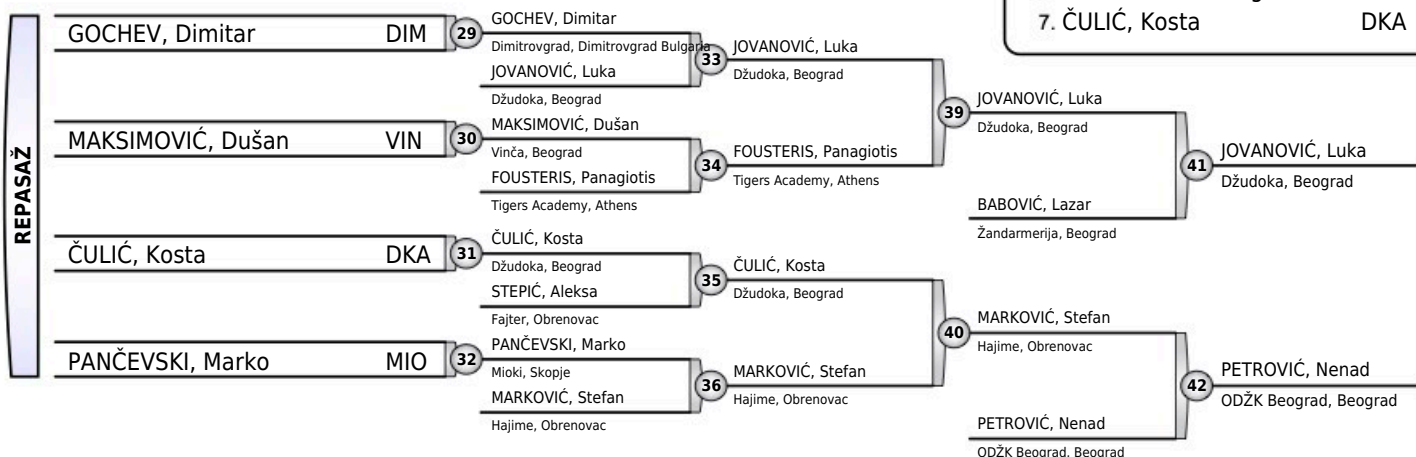 7. ČULIĆ, Kosta DKA
REPASAŽ
GOCHEV, Dimitar DIM
29
MAKSIMOVIĆ, Dušan VIN
30
ČULIĆ, Kosta DKA
31
PANČEVSKI, Marko MIO
32
GOCHEV, Dimitar
Dimitrovgrad, Dimitrovgrad Bulgaria
JOVANOVIĆ, Luka
Džudoka, Beograd
33
MAKSIMOVIĆ, Dušan
Vinča, Beograd
FOUSTERIS, Panagiotis
Tigers Academy, Athens
34
ČULIĆ, Kosta
Džudoka, Beograd
STEPIĆ, Aleksa
Fajter, Obrenovac
35
PANČEVSKI, Marko
Mioki, Skopje
MARKOVIĆ, Stefan
Hajime, Obrenovac
36
JOVANOVIĆ, Luka
Džudoka, Beograd
FOUSTERIS, Panagiotis
Tigers Academy, Athens
39
ČULIĆ, Kosta
Džudoka, Beograd
MARKOVIĆ, Stefan
Hajime, Obrenovac
40
JOVANOVIĆ, Luka
Džudoka, Beograd
BABOVIĆ, Lazar
Žandarmerija, Beograd
41
MARKOVIĆ, Stefan
Hajime, Obrenovac
PETROVIĆ, Nenad
ODŽK Beograd, Beograd
42
JOVANOVIĆ, Luka
Džudoka, Beograd
PETROVIĆ, Nenad
ODŽK Beograd, Beograd